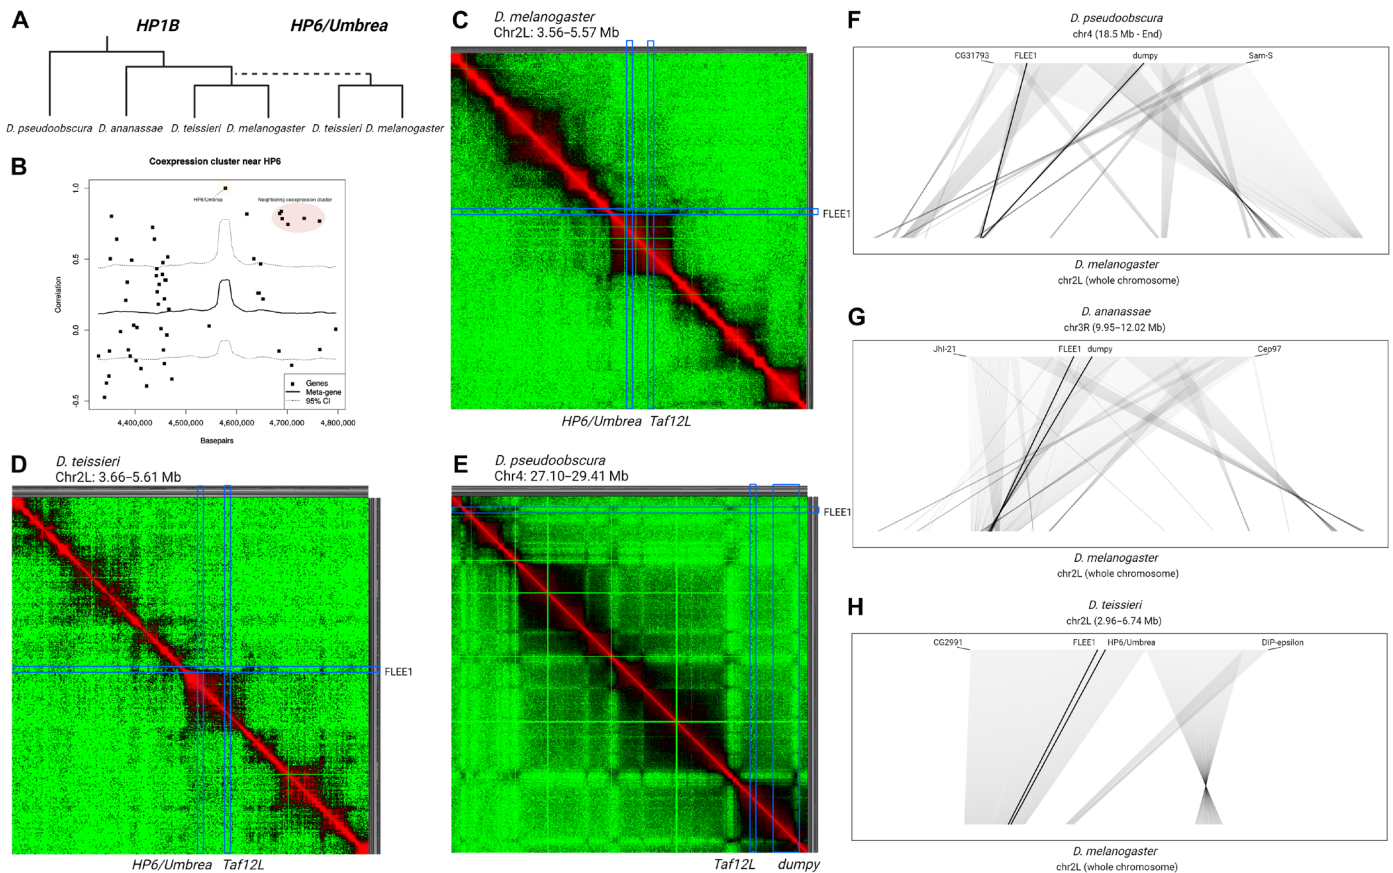 A
HP1B
HP6/Umbrea
D. pseudoobscura
D. ananassae
D. teissieri
D. melanogaster
D. teissieri
D. melanogaster
B
Coexpression cluster near HP6
1.0
0.5
0.0
-0.5
Correlation
HP6/Umbrea
Neighboring coexpression cluster
Genes
Meta-gene
95% CI
4,400,000
4,500,000
4,600,000
4,700,000
4,800,000
Basepairs
C
D. melanogaster
Chr2L: 3.56–5.57 Mb
FLEE1
HP6/Umbrea
Taf12L
D
D. teissieri
Chr2L: 3.66–5.61 Mb
FLEE1
HP6/Umbrea
Taf12L
E
D. pseudoobscura
Chr4: 27.10–29.41 Mb
FLEE1
Taf12L
dumpy
F
D. pseudoobscura
chr4 (18.5 Mb - End)
CG31793
FLEE1
dumpy
Sam-S
D. melanogaster
chr2L (whole chromosome)
G
D. ananassae
chr3R (9.95–12.02 Mb)
JhI-21
FLEE1
dumpy
Cep97
D. melanogaster
chr2L (whole chromosome)
H
D. teissieri
chr2L (2.96–6.74 Mb)
CG2991
FLEE1
HP6/Umbrea
DIP-epsilon
D. melanogaster
chr2L (whole chromosome)